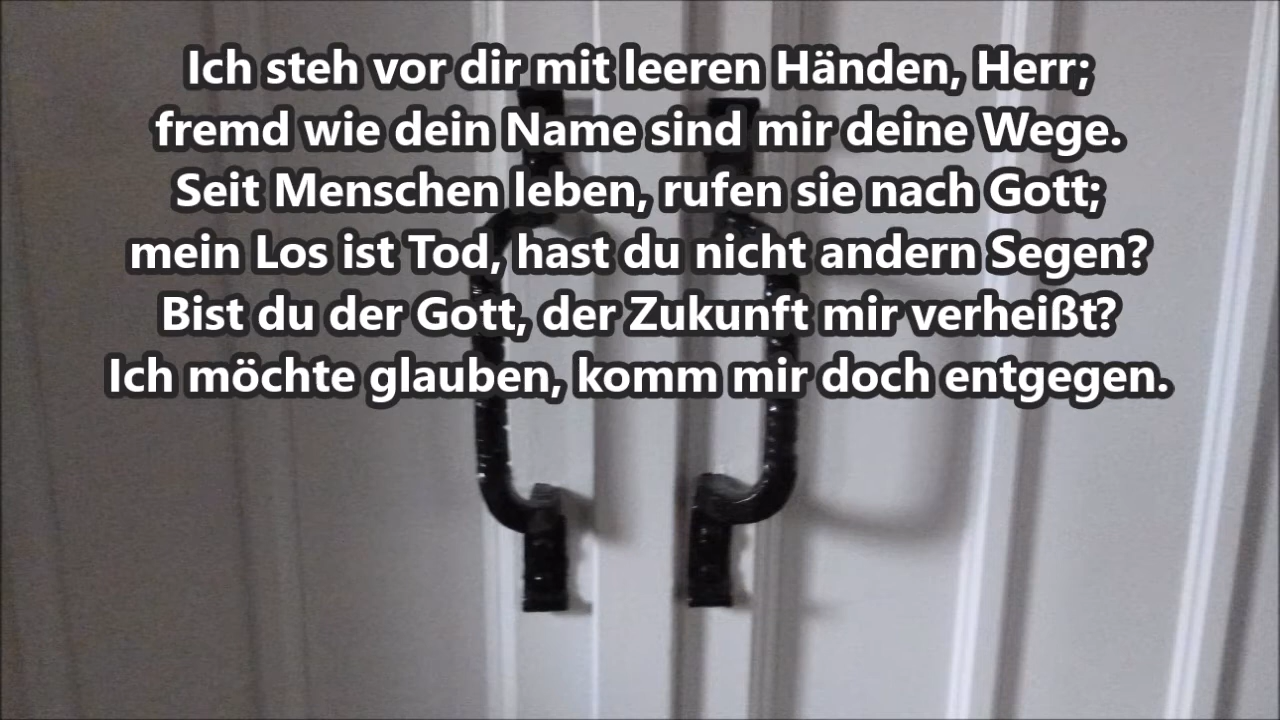 Ich steh vor dir mit leeren Händen, Herr;
fremd wie dein Name sind mir deine Wege.
Seit Menschen leben, rufen sie nach Gott;
mein Los ist Tod, hast du nicht andern Segen?
Bist du der Gott, der Zukunft mir verheißt?
Ich möchte glauben, komm mir doch entgegen.